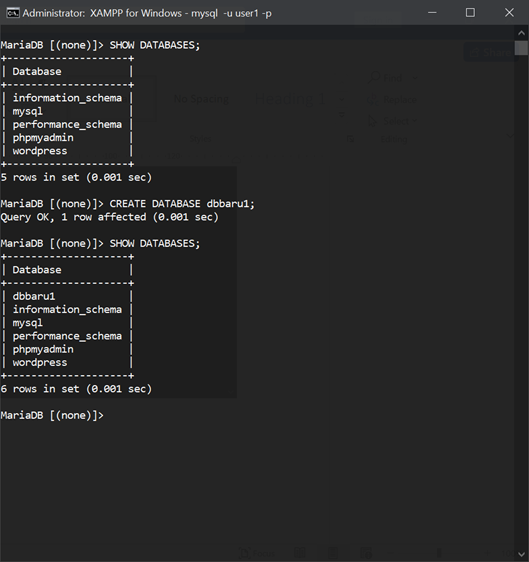 Administrator: XAMPP for Windows - mysql -u user1 -p
MariaDB [(none)]> SHOW DATABASES;
+--------------------+
| Database           |
+--------------------+
| information_schema |
| mysql              |
| performance_schema |
| phpmyadmin         |
| wordpress          |
+--------------------+
5 rows in set (0.001 sec)
MariaDB [(none)]> CREATE DATABASE dbbaru1;
Query OK, 1 row affected (0.001 sec)
MariaDB [(none)]> SHOW DATABASES;
+--------------------+
| Database           |
+--------------------+
| dbbaru1            |
| information_schema |
| mysql              |
| performance_schema |
| phpmyadmin         |
| wordpress          |
+--------------------+
6 rows in set (0.001 sec)
MariaDB [(none)]>